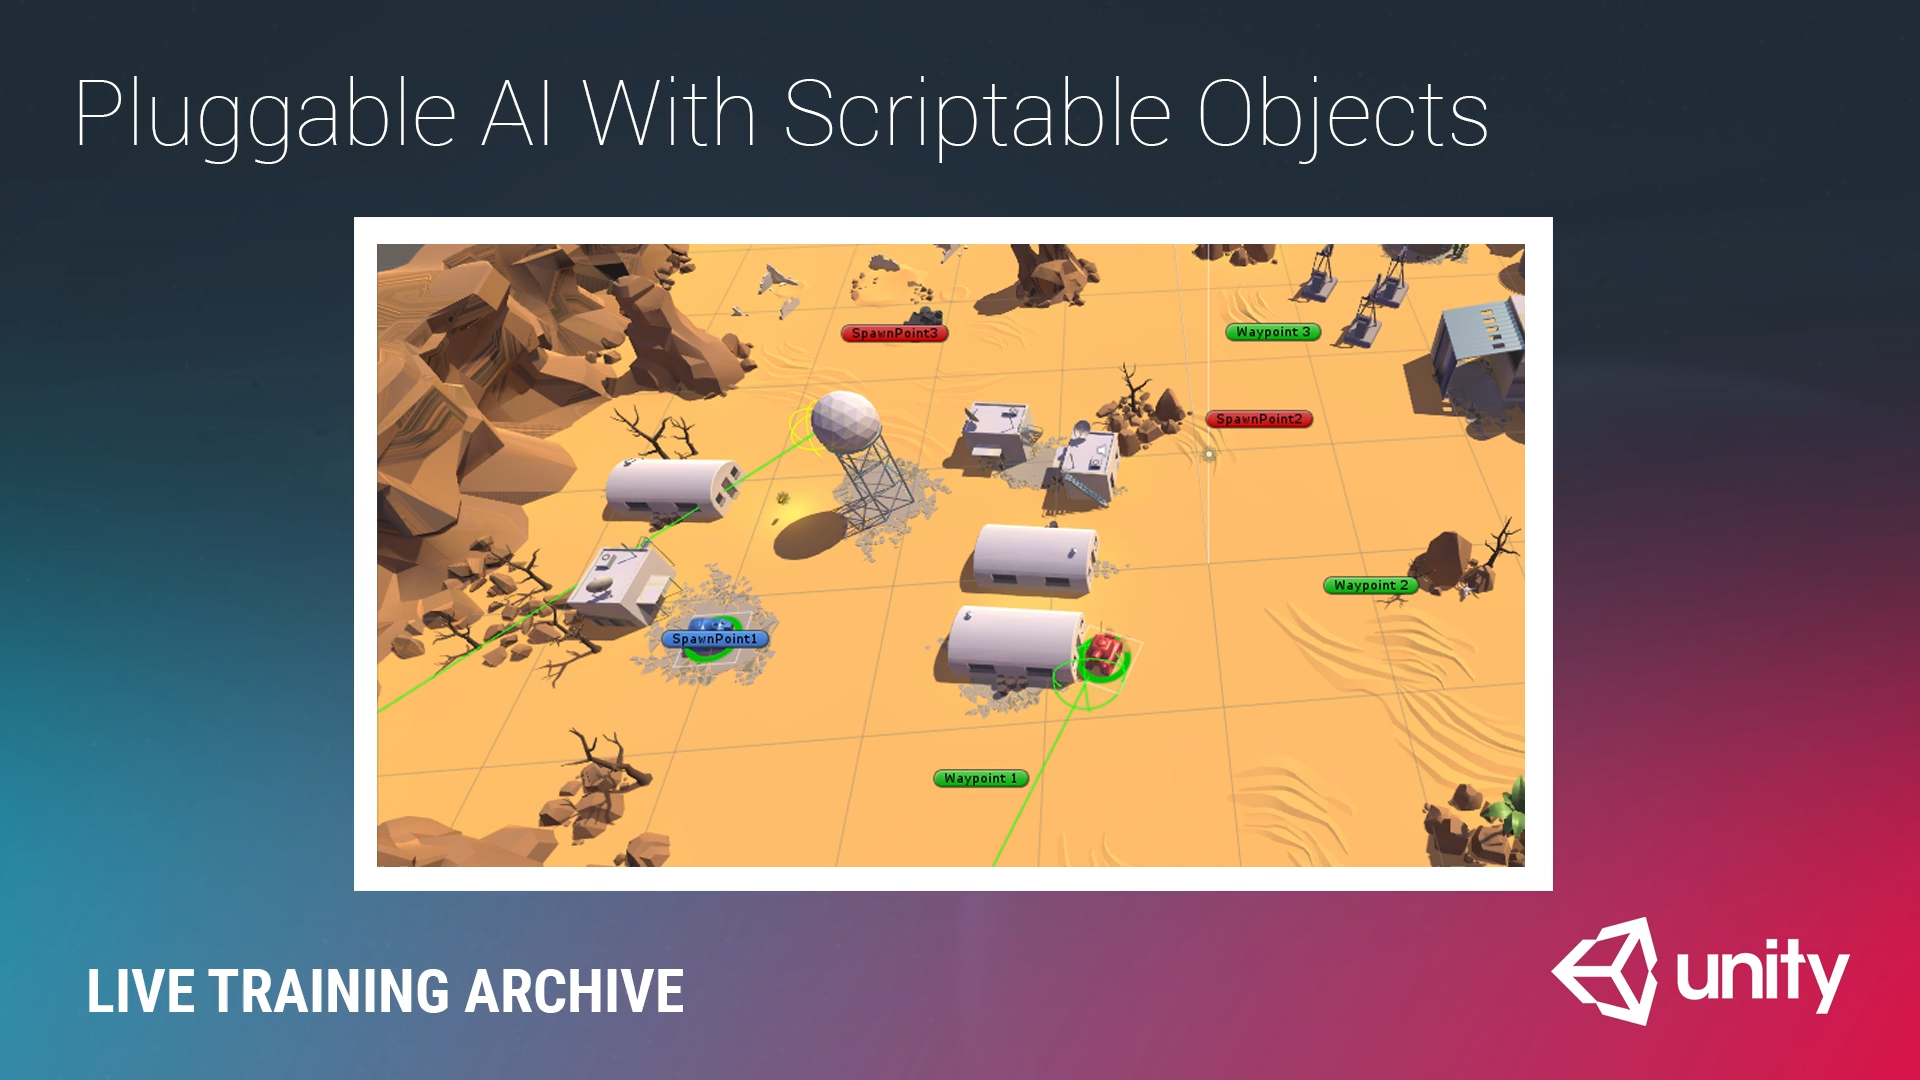 Pluggable AI With Scriptable Objects
SpawnPoint3
Waypoint 3
SpawnPoint2
Waypoint 2
SpawnPoint1
Waypoint 1
LIVE TRAINING ARCHIVE
unity